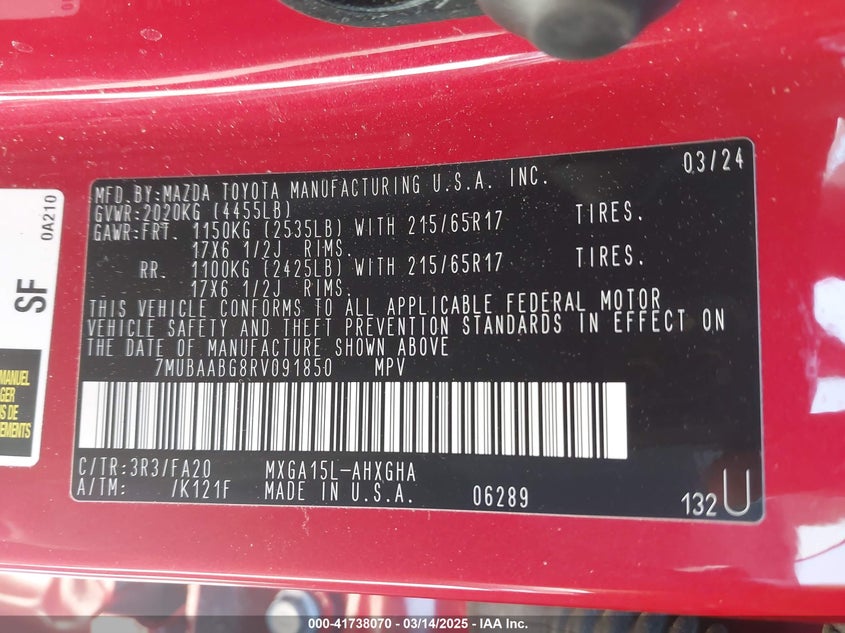 MFD.BY:MAZDA TOYOTA MANUFACTURING U.S.A. INC. 03/24
GVWR:2020KG (4455LB)
GAWR:FRT. 1150KG (2535LB) WITH 215/65R17 TIRES.
17X6 1/2J RIMS.
RR. 1100KG (2425LB) WITH 215/65R17 TIRES.
17X6 1/2J RIMS.
THIS VEHICLE CONFORMS TO ALL APPLICABLE FEDERAL MOTOR
VEHICLE SAFETY AND THEFT PREVENTION STANDARDS IN EFFECT ON
THE DATE OF MANUFACTURE SHOWN ABOVE
7MUBAABG8RV091850 MPV
C/TR:3R3/FA20 MXGA15L-AHXGHA
A/TM: /K121F MADE IN U.S.A. 06289 132U
0A210
SF
MANUEL
DE
000-41738070 - 03/14/2025 - IAA Inc.